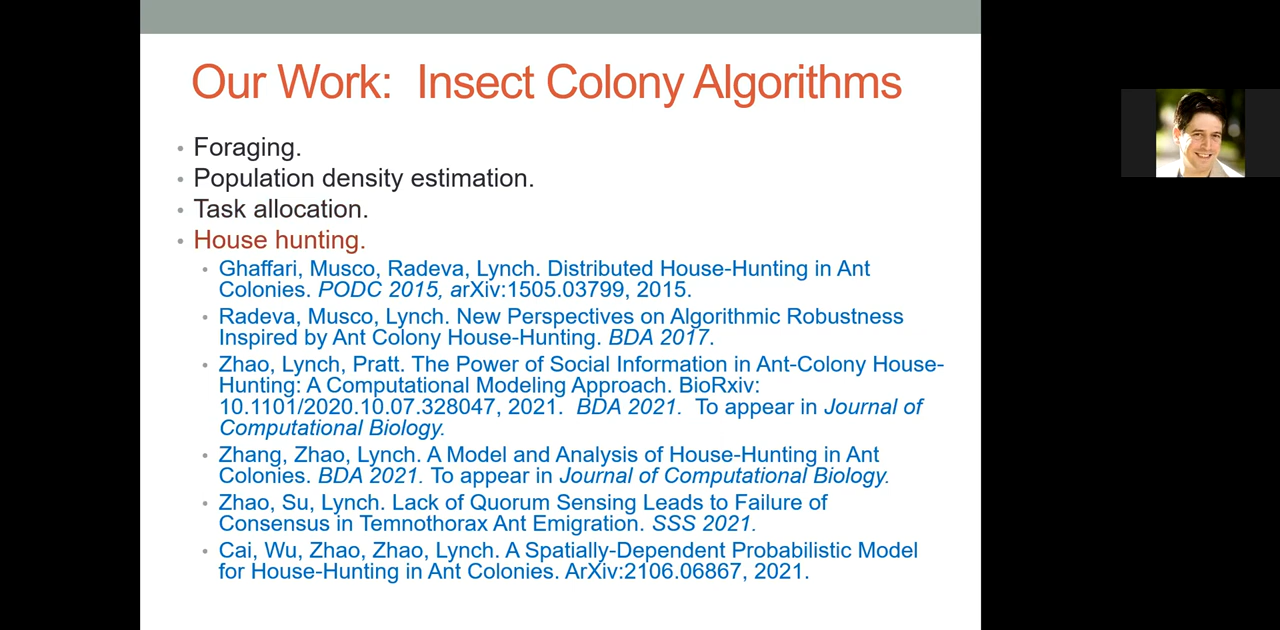 Our Work: Insect Colony Algorithms
• Foraging.
• Population density estimation.
• Task allocation.
• House hunting.
• Ghaffari, Musco, Radeva, Lynch. Distributed House-Hunting in Ant
Colonies. PODC 2015, arXiv:1505.03799, 2015.
• Radeva, Musco, Lynch. New Perspectives on Algorithmic Robustness
Inspired by Ant Colony House-Hunting. BDA 2017.
• Zhao, Lynch, Pratt. The Power of Social Information in Ant-Colony House-
Hunting: A Computational Modeling Approach. BioRxiv:
10.1101/2020.10.07.328047, 2021. BDA 2021. To appear in Journal of
Computational Biology.
• Zhang, Zhao, Lynch. A Model and Analysis of House-Hunting in Ant
Colonies. BDA 2021. To appear in Journal of Computational Biology.
• Zhao, Su, Lynch. Lack of Quorum Sensing Leads to Failure of
Consensus in Temnothorax Ant Emigration. SSS 2021.
• Cai, Wu, Zhao, Zhao, Lynch. A Spatially-Dependent Probabilistic Model
for House-Hunting in Ant Colonies. ArXiv:2106.06867, 2021.